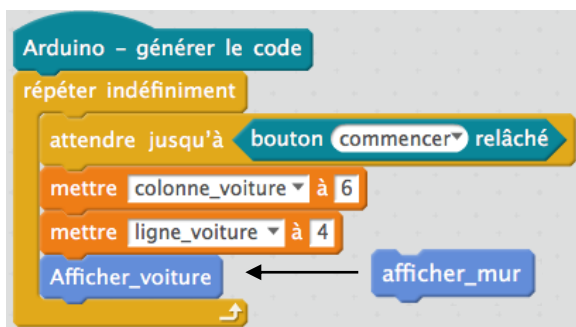 Arduino – générer le code
répéter indéfiniment
attendre jusqu'à bouton commencer relâché
mettre colonne_voiture à 6
mettre ligne_voiture à 4
Afficher_voiture afficher_mur